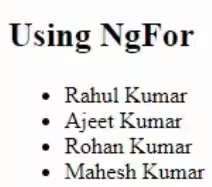 Using NgFor
Rahul Kumar
Ajeet Kumar
Rohan Kumar
Mahesh Kumar